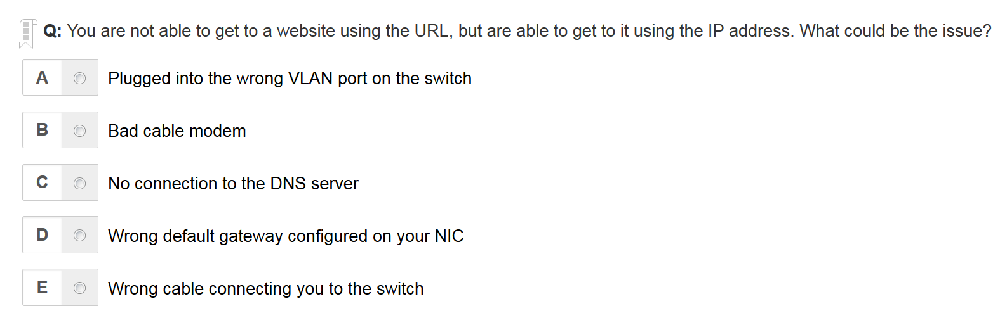 Q: You are not able to get to a website using the URL, but are able to get to it using the IP address. What could be the issue?
A Plugged into the wrong VLAN port on the switch
B Bad cable modem
C No connection to the DNS server
D Wrong default gateway configured on your NIC
E Wrong cable connecting you to the switch